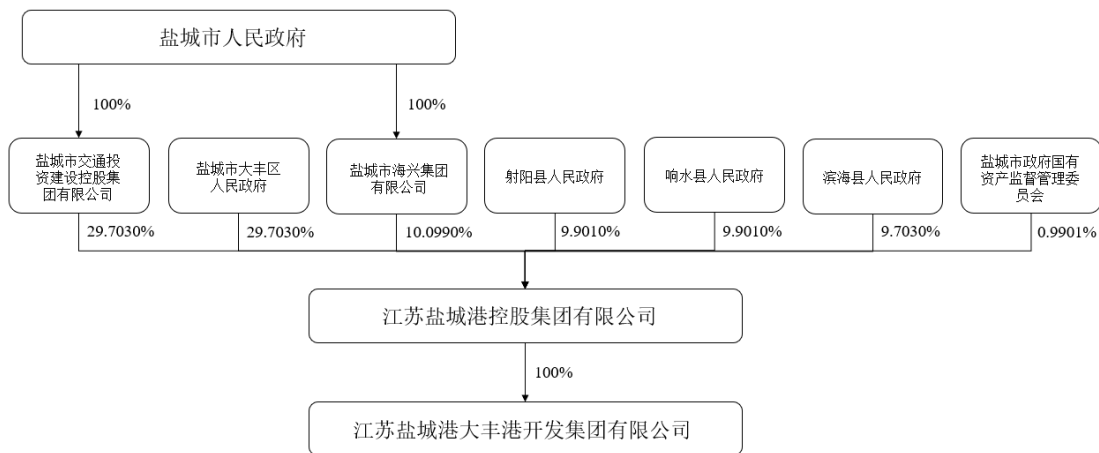 盐城市人民政府
100%
100%
盐城市交通投
资建设控股集
团有限公司
盐城市大丰区
人民政府
盐城市海兴集团
有限公司
射阳县人民政府
响水县人民政府
滨海县人民政府
盐城市政府国有
资产监督管理委
员会
29.7030%
29.7030%
10.0990%
9.9010%
9.9010%
9.7030%
0.9901%
江苏盐城港控股集团有限公司
100%
江苏盐城港大丰港开发集团有限公司